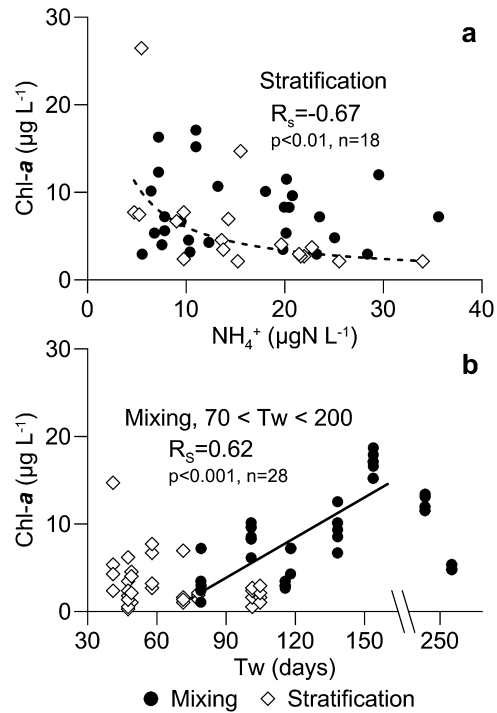 30
a
Stratification
Rs=-0.67
p<0.01, n=18
20
10
0
Chl-a (µg L-1)
0 10 20 30 40
NH4+ (µgN L-1)
30
b
Mixing, 70 < Tw < 200
RS=0.62
p<0.001, n=28
20
10
0
Chl-a (µg L-1)
30 60 90 120 150 250
Tw (days)
Mixing Stratification